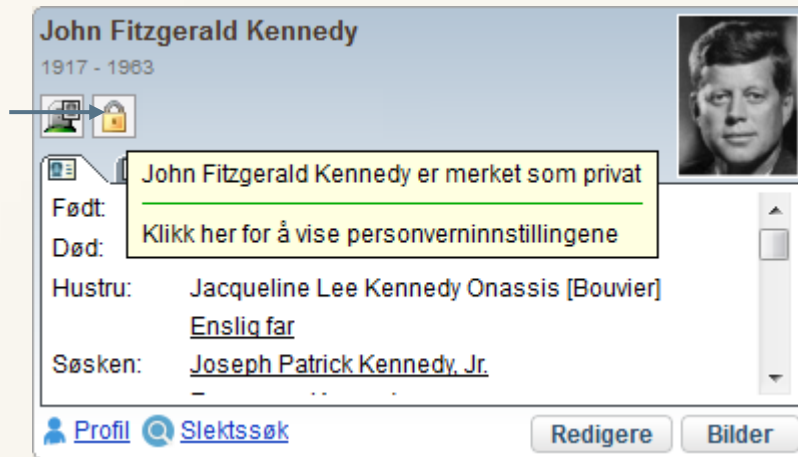 John Fitzgerald Kennedy
1917 - 1963
John Fitzgerald Kennedy er merket som privat
Klikk her for å vise personverninnstillingene
Født:
Død:
Hustru: Jacqueline Lee Kennedy Onassis [Bouvier]
Enslig far
Søsken: Joseph Patrick Kennedy, Jr.
Profil Slektssøk Redigere Bilder